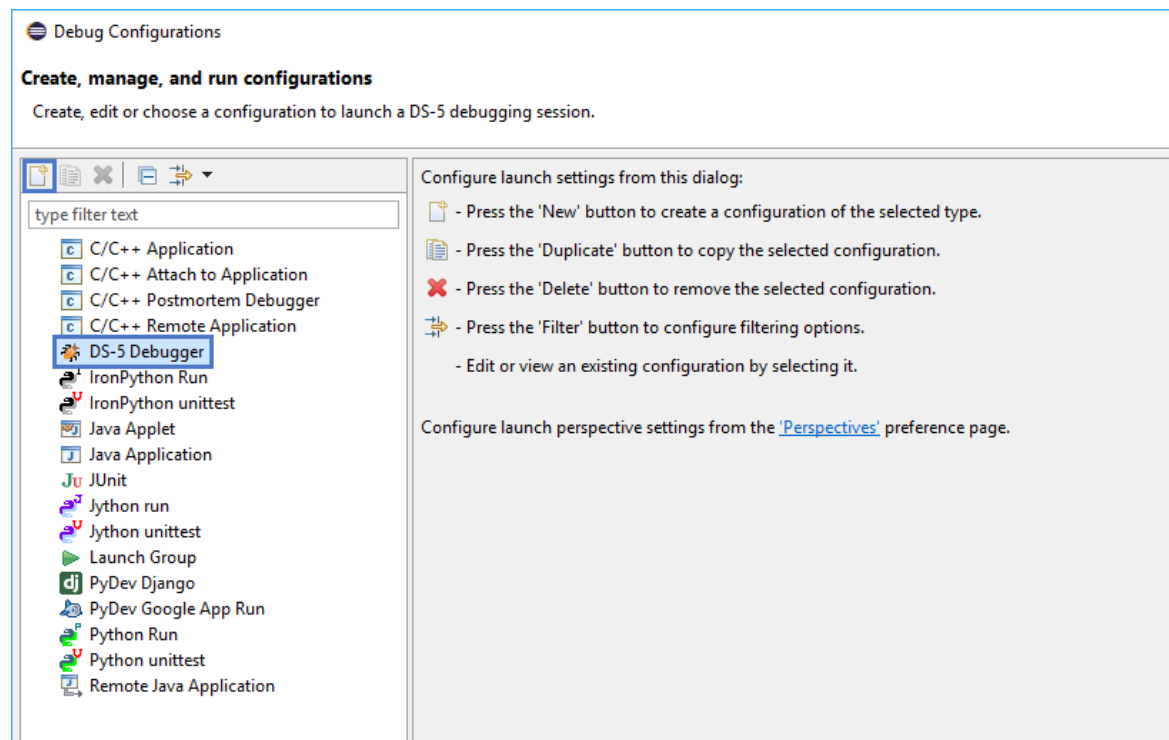 Debug Configurations
Create, manage, and run configurations
Create, edit or choose a configuration to launch a DS-5 debugging session.
type filter text
C/C++ Application
C/C++ Attach to Application
C/C++ Postmortem Debugger
C/C++ Remote Application
DS-5 Debugger
IronPython Run
IronPython unittest
Java Applet
Java Application
JUnit
Jython run
Jython unittest
Launch Group
PyDev Django
PyDev Google App Run
Python Run
Python unittest
Remote Java Application
Configure launch settings from this dialog:
- Press the 'New' button to create a configuration of the selected type.
- Press the 'Duplicate' button to copy the selected configuration.
- Press the 'Delete' button to remove the selected configuration.
- Press the 'Filter' button to configure filtering options.
- Edit or view an existing configuration by selecting it.
Configure launch perspective settings from the 'Perspectives' preference page.